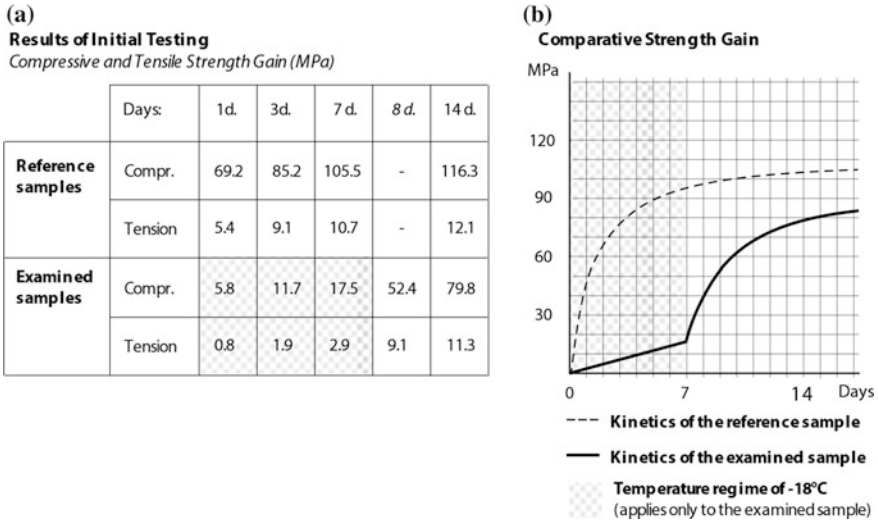 (a)
Results of Initial Testing
Compressive and Tensile Strength Gain (MPa)
Days: 1d. 3d. 7 d. 8 d. 14 d.
Reference samples Compr. 69.2 85.2 105.5 - 116.3
Tension 5.4 9.1 10.7 - 12.1
Examined samples Compr. 5.8 11.7 17.5 52.4 79.8
Tension 0.8 1.9 2.9 9.1 11.3
(b)
Comparative Strength Gain
MPa
120
90
60
30
0 7 14 Days
Kinetics of the reference sample
Kinetics of the examined sample
Temperature regime of -18°C
(applies only to the examined sample)